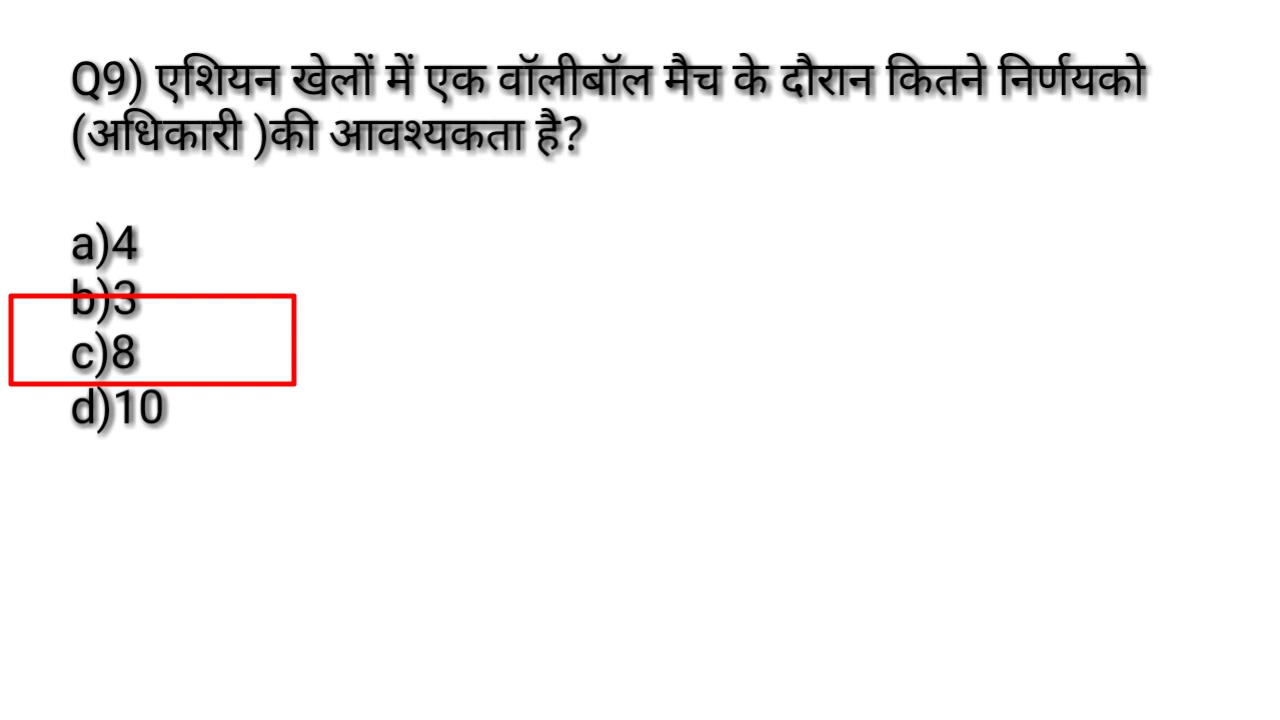 Q9) एशियन खेलों में एक वॉलीबॉल मैच के दौरान कितने निर्णयको
(अधिकारी )की आवश्यकता है?
a)4
b)3
c)8
d)10